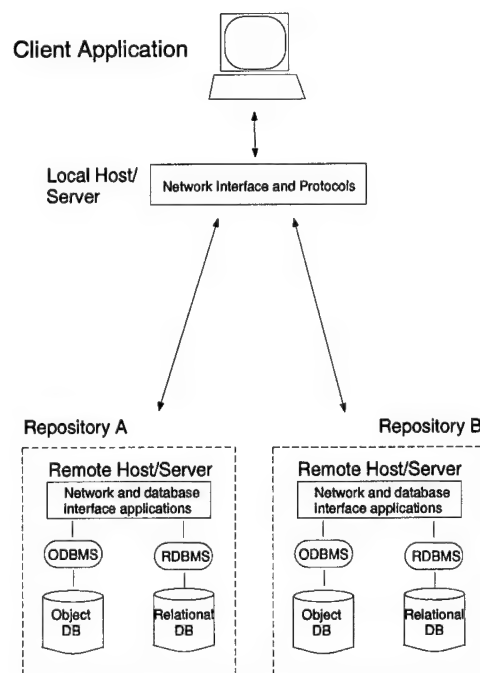 Client Application
Local Host/
Server
Network Interface and Protocols
Repository A
Repository B
Remote Host/Server
Network and database
interface applications
ODBMS
RDBMS
Object
DB
Relational
DB
Remote Host/Server
Network and database
interface applications
ODBMS
RDBMS
Object
DB
Relational
DB